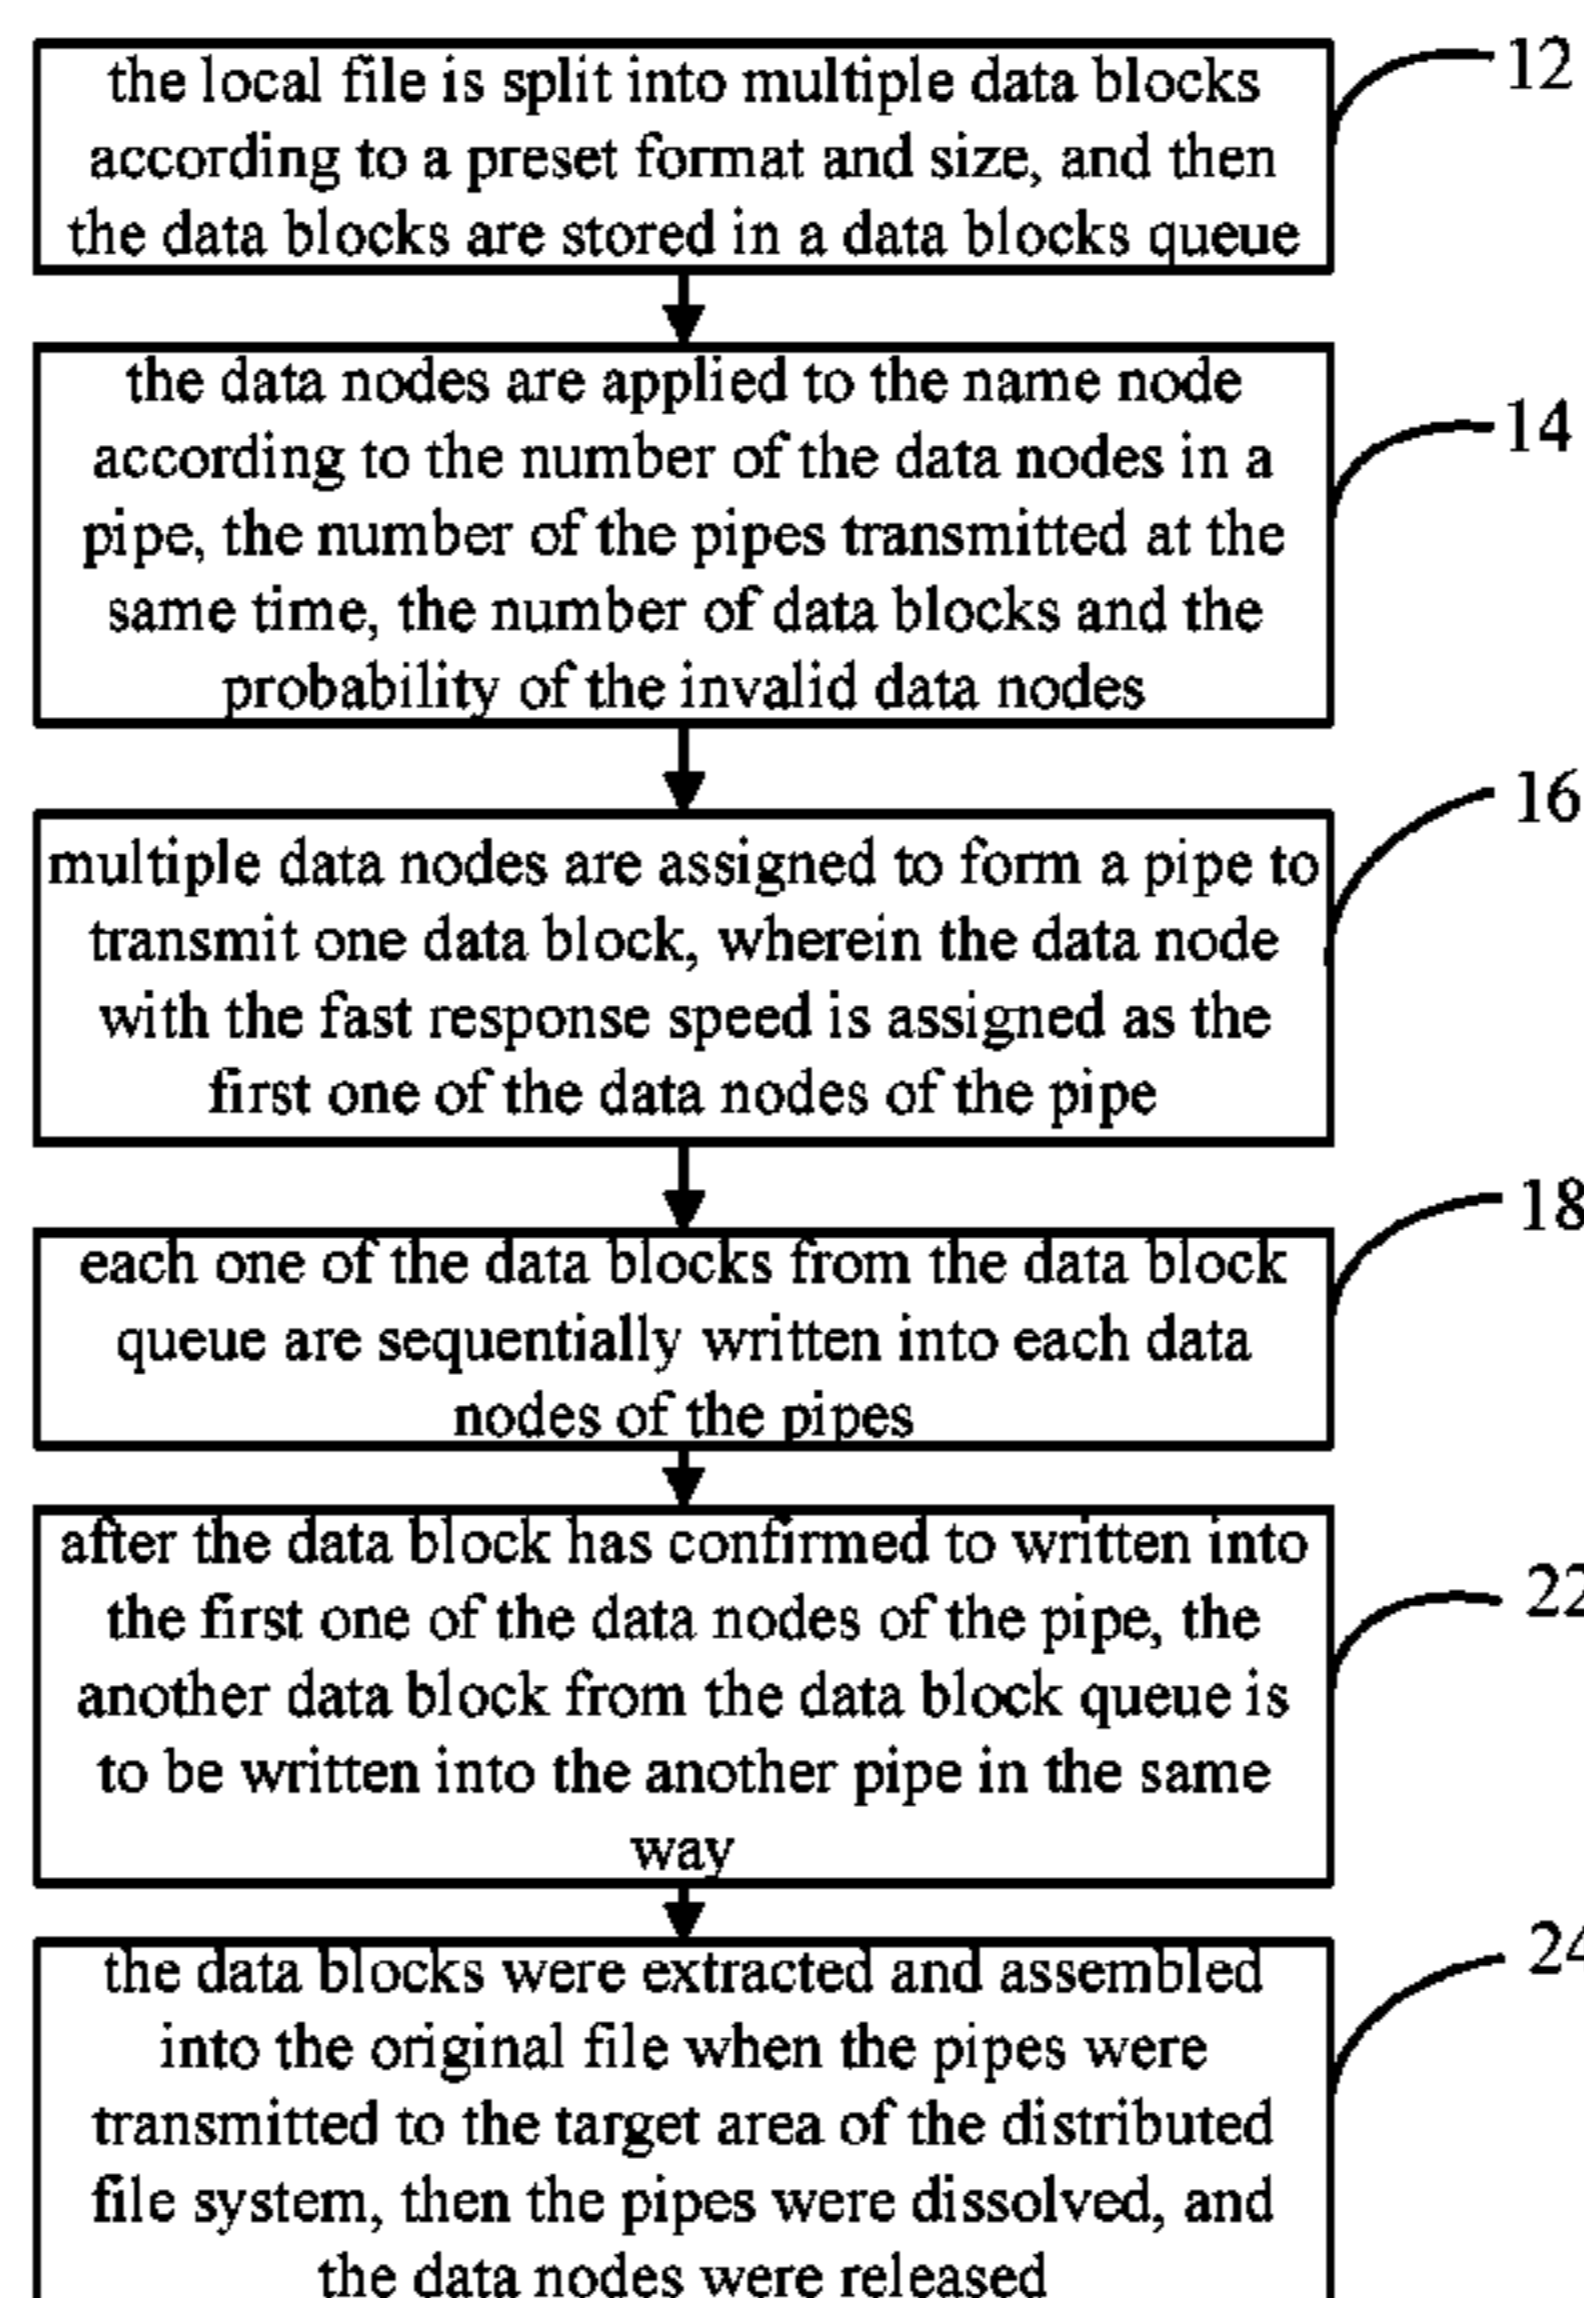 the local file is split into multiple data blocks
according to a preset format and size, and then
the data blocks are stored in a data blocks queue
12
the data nodes are applied to the name node
according to the number of the data nodes in a
pipe, the number of the pipes transmitted at the
same time, the number of data blocks and the
probability of the invalid data nodes
14
multiple data nodes are assigned to form a pipe to
transmit one data block, wherein the data node
with the fast response speed is assigned as the
first one of the data nodes of the pipe
16
each one of the data blocks from the data block
queue are sequentially written into each data
nodes of the pipes
18
after the data block has confirmed to written into
the first one of the data nodes of the pipe, the
another data block from the data block queue is
to be written into the another pipe in the same
way
22
the data blocks were extracted and assembled
into the original file when the pipes were
transmitted to the target area of the distributed
file system, then the pipes were dissolved, and
the data nodes were released
24